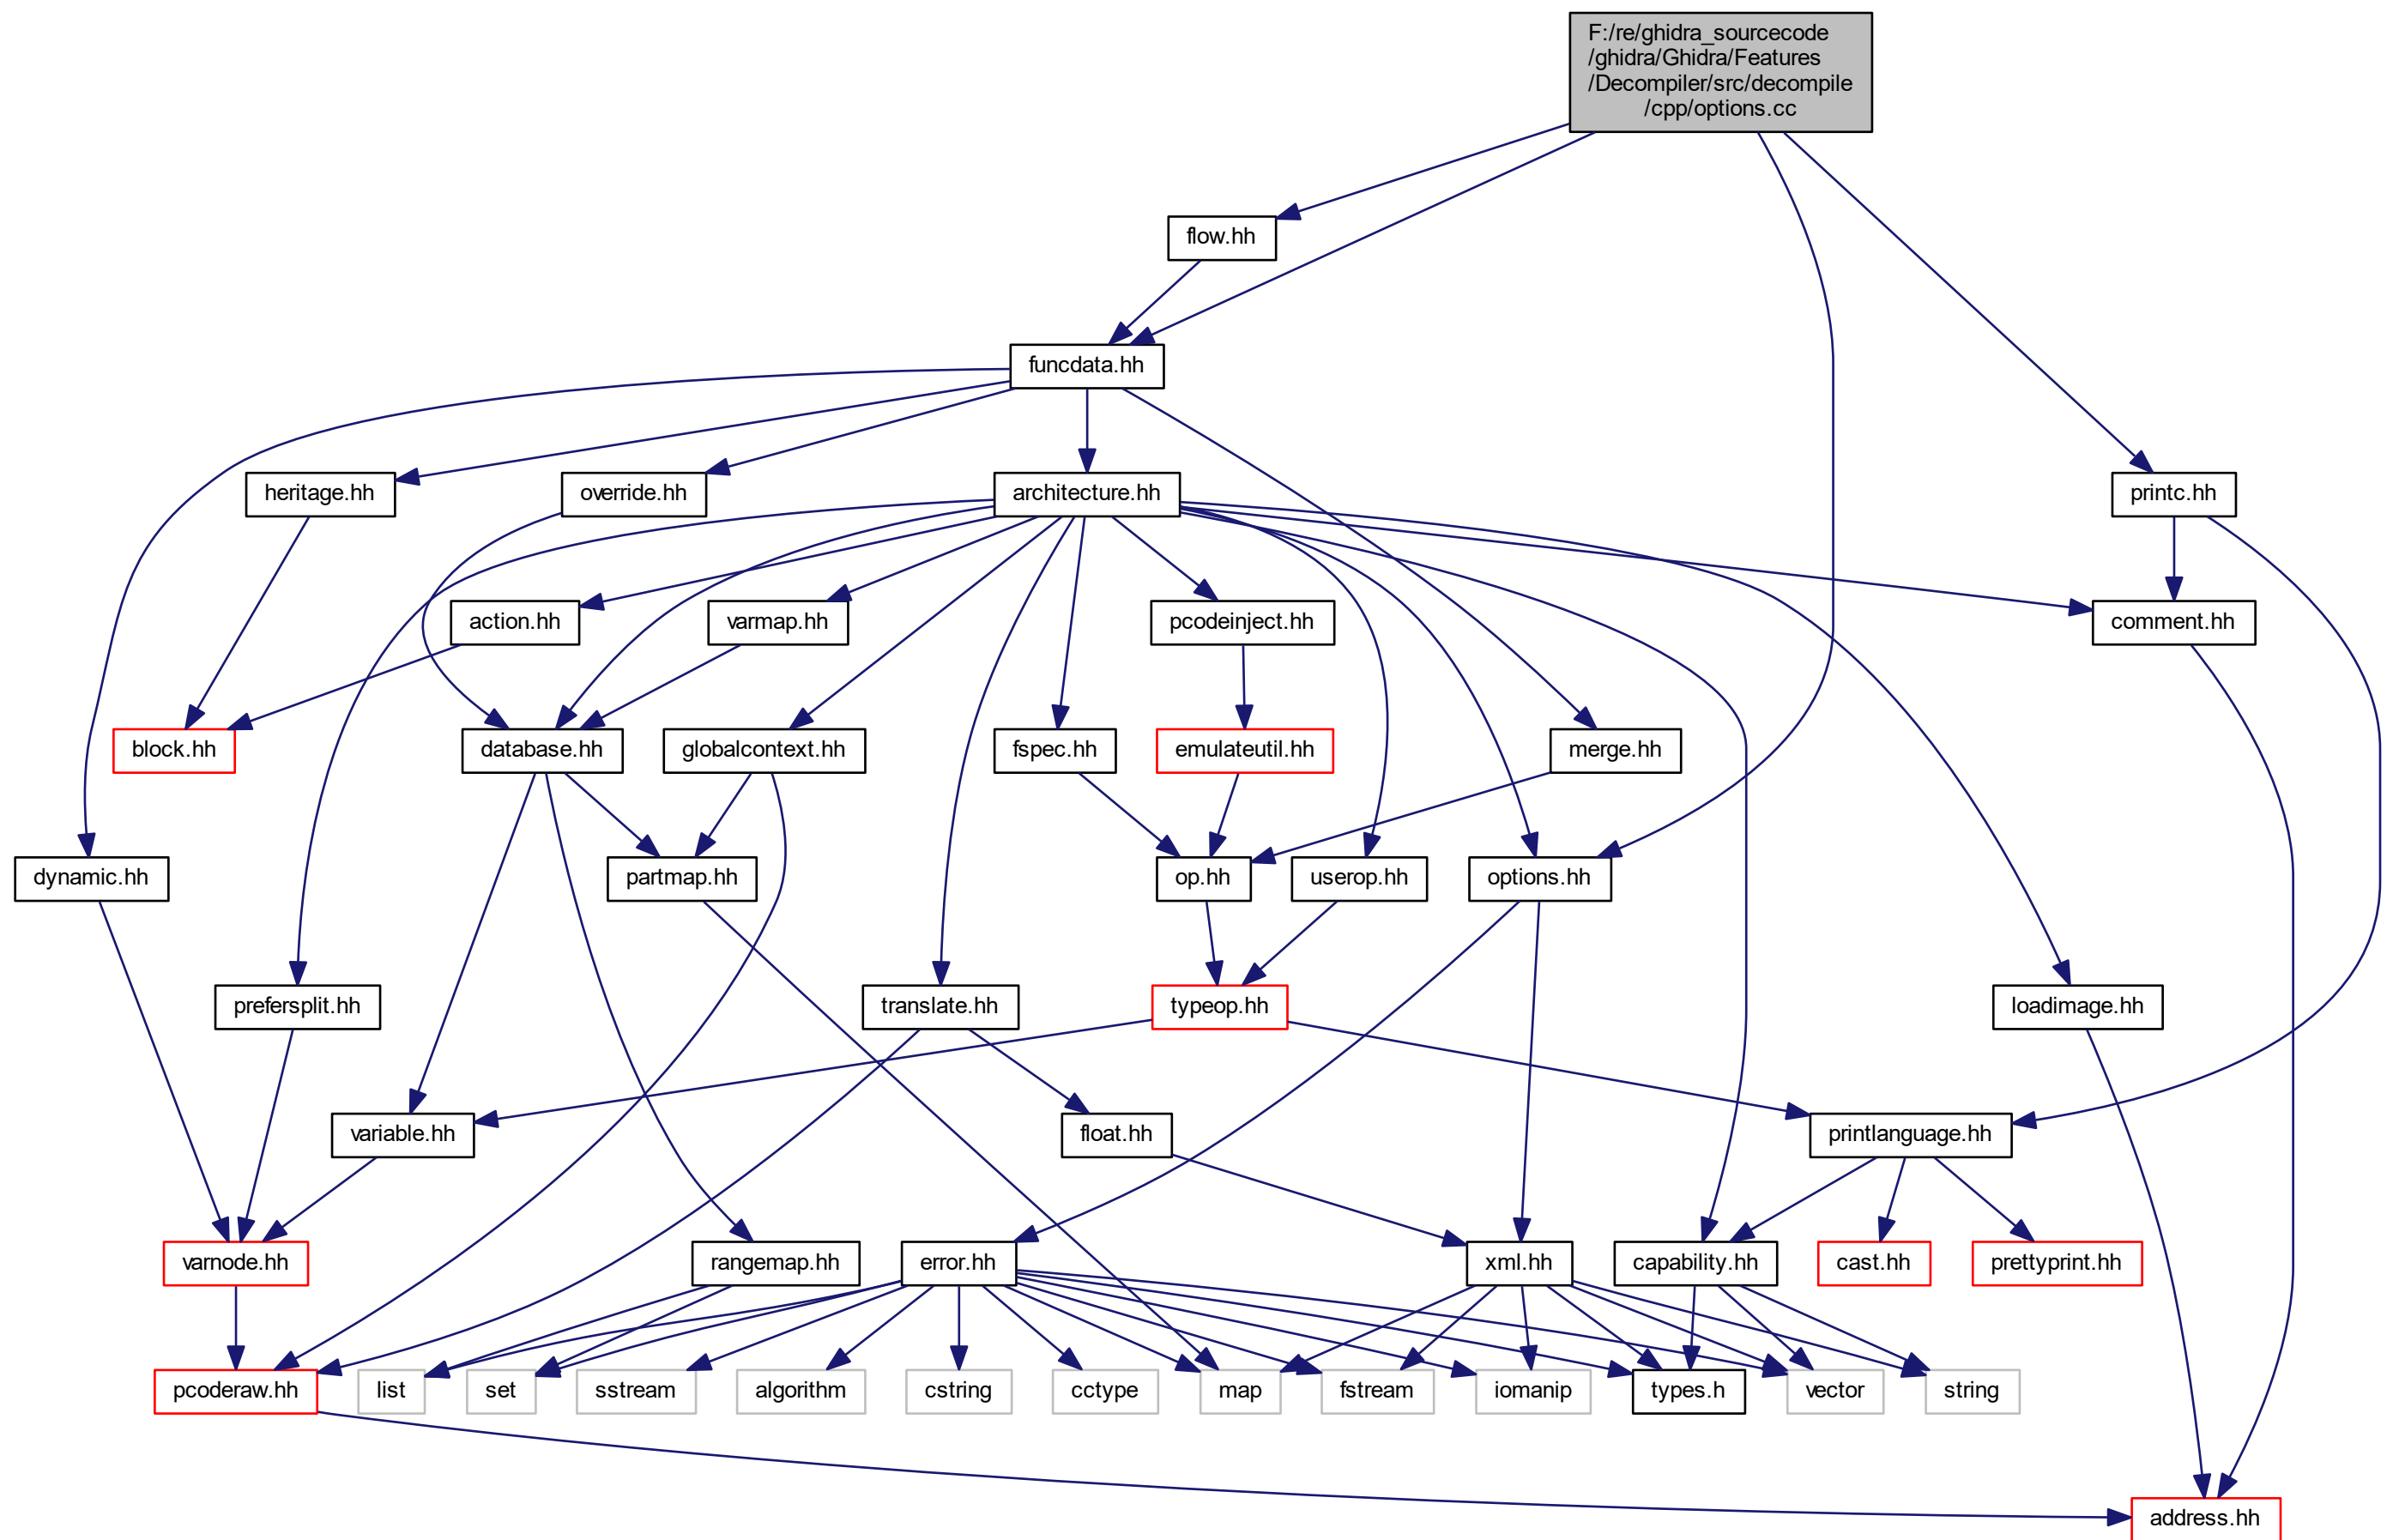 F:/re/ghidra_sourcecode
/ghidra/Ghidra/Features
/Decompiler/src/decompile
/cpp/options.cc
flow.hh
funcdata.hh
heritage.hh
override.hh
architecture.hh
printc.hh
action.hh
varmap.hh
pcodeinject.hh
comment.hh
block.hh
database.hh
globalcontext.hh
fspec.hh
emulateutil.hh
merge.hh
dynamic.hh
partmap.hh
op.hh
userop.hh
options.hh
prefersplit.hh
translate.hh
typeop.hh
loadimage.hh
variable.hh
float.hh
printlanguage.hh
varnode.hh
rangemap.hh
error.hh
xml.hh
capability.hh
cast.hh
prettyprint.hh
pcoderaw.hh
list
set
sstream
algorithm
cstring
cctype
map
fstream
iomanip
types.h
vector
string
address.hh